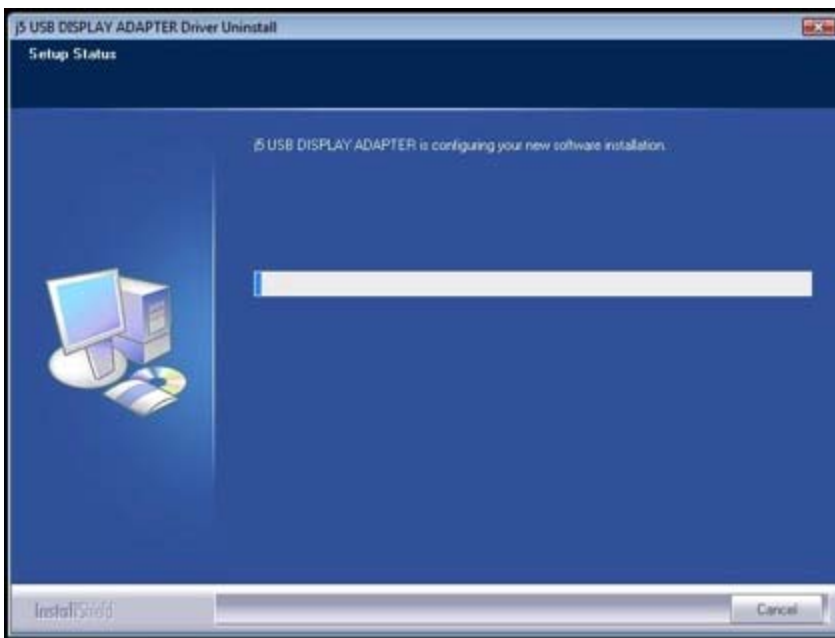 j5 USB DISPLAY ADAPTER Driver Uninstall
Setup Status
j5 USB DISPLAY ADAPTER is configuring your new software installation.
InstallShield
Cancel